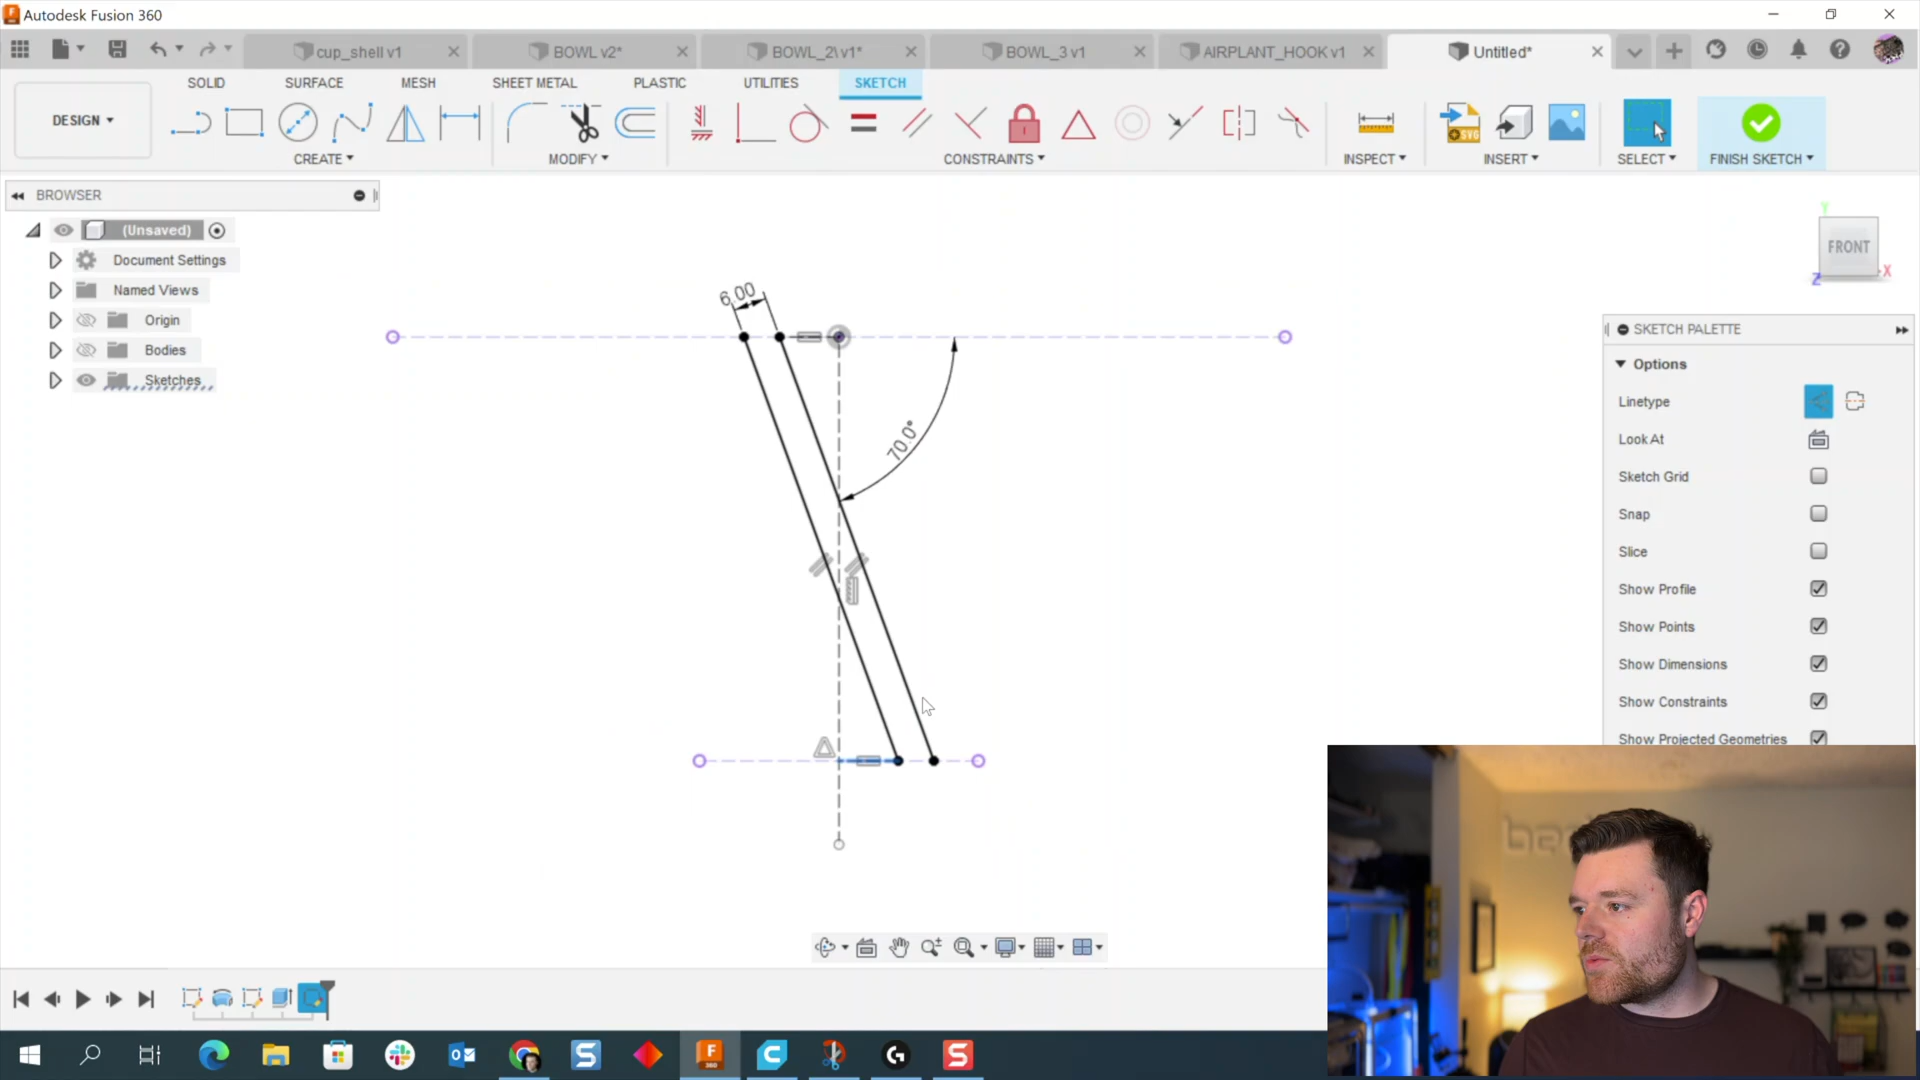 Autodesk Fusion 360
cup_shell v1
BOWL v2*
BOWL_2\ v1*
BOWL_3 v1
AIRPLANT_HOOK v1
Untitled*
SOLID
SURFACE
MESH
SHEET METAL
PLASTIC
UTILITIES
SKETCH
DESIGN
CREATE
MODIFY
CONSTRAINTS
INSPECT
SVG
INSERT
SELECT
FINISH SKETCH
BROWSER
(Unsaved)
Document Settings
Named Views
Origin
Bodies
Sketches
6.00
70.0°
Y
FRONT
X
Z
SKETCH PALETTE
Options
Linetype
Look At
Sketch Grid
Snap
Slice
Show Profile
Show Points
Show Dimensions
Show Constraints
Show Projected Geometries